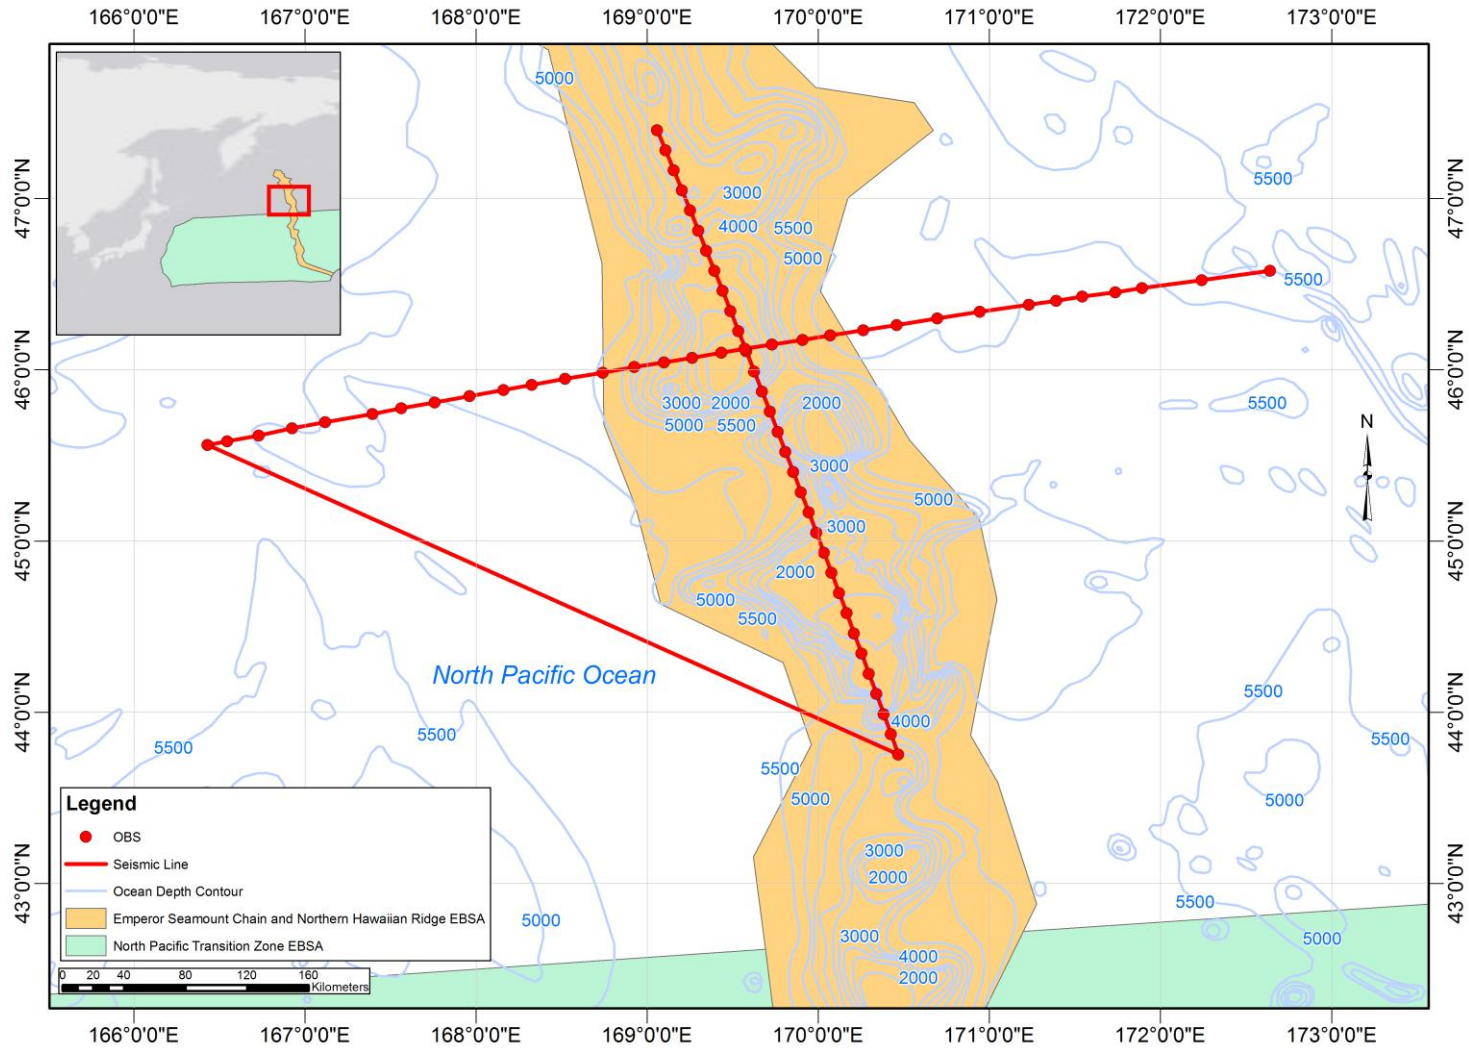 166°0'0"E 167°0'0"E 168°0'0"E 169°0'0"E 170°0'0"E 171°0'0"E 172°0'0"E 173°0'0"E
5000
5500
47°0'0"N
3000
47°0'0"N
4000 5500
5000
5500
46°0'0"N
46°0'0"N
3000 2000 2000
5500
5000 5500
N
3000
5000
3000
45°0'0"N
45°0'0"N
2000
5000
5500
North Pacific Ocean
5500
44°0'0"N
44°0'0"N
4000
5500
5500
5500
5500
5000
5000
Legend
OBS
Seismic Line
Ocean Depth Contour
Emperor Seamount Chain and Northern Hawaiian Ridge EBSA
North Pacific Transition Zone EBSA
3000
2000
43°0'0"N
43°0'0"N
5500
5000
3000
5000
4000
2000
0 20 40 80 120 160
Kilometers
166°0'0"E 167°0'0"E 168°0'0"E 169°0'0"E 170°0'0"E 171°0'0"E 172°0'0"E 173°0'0"E